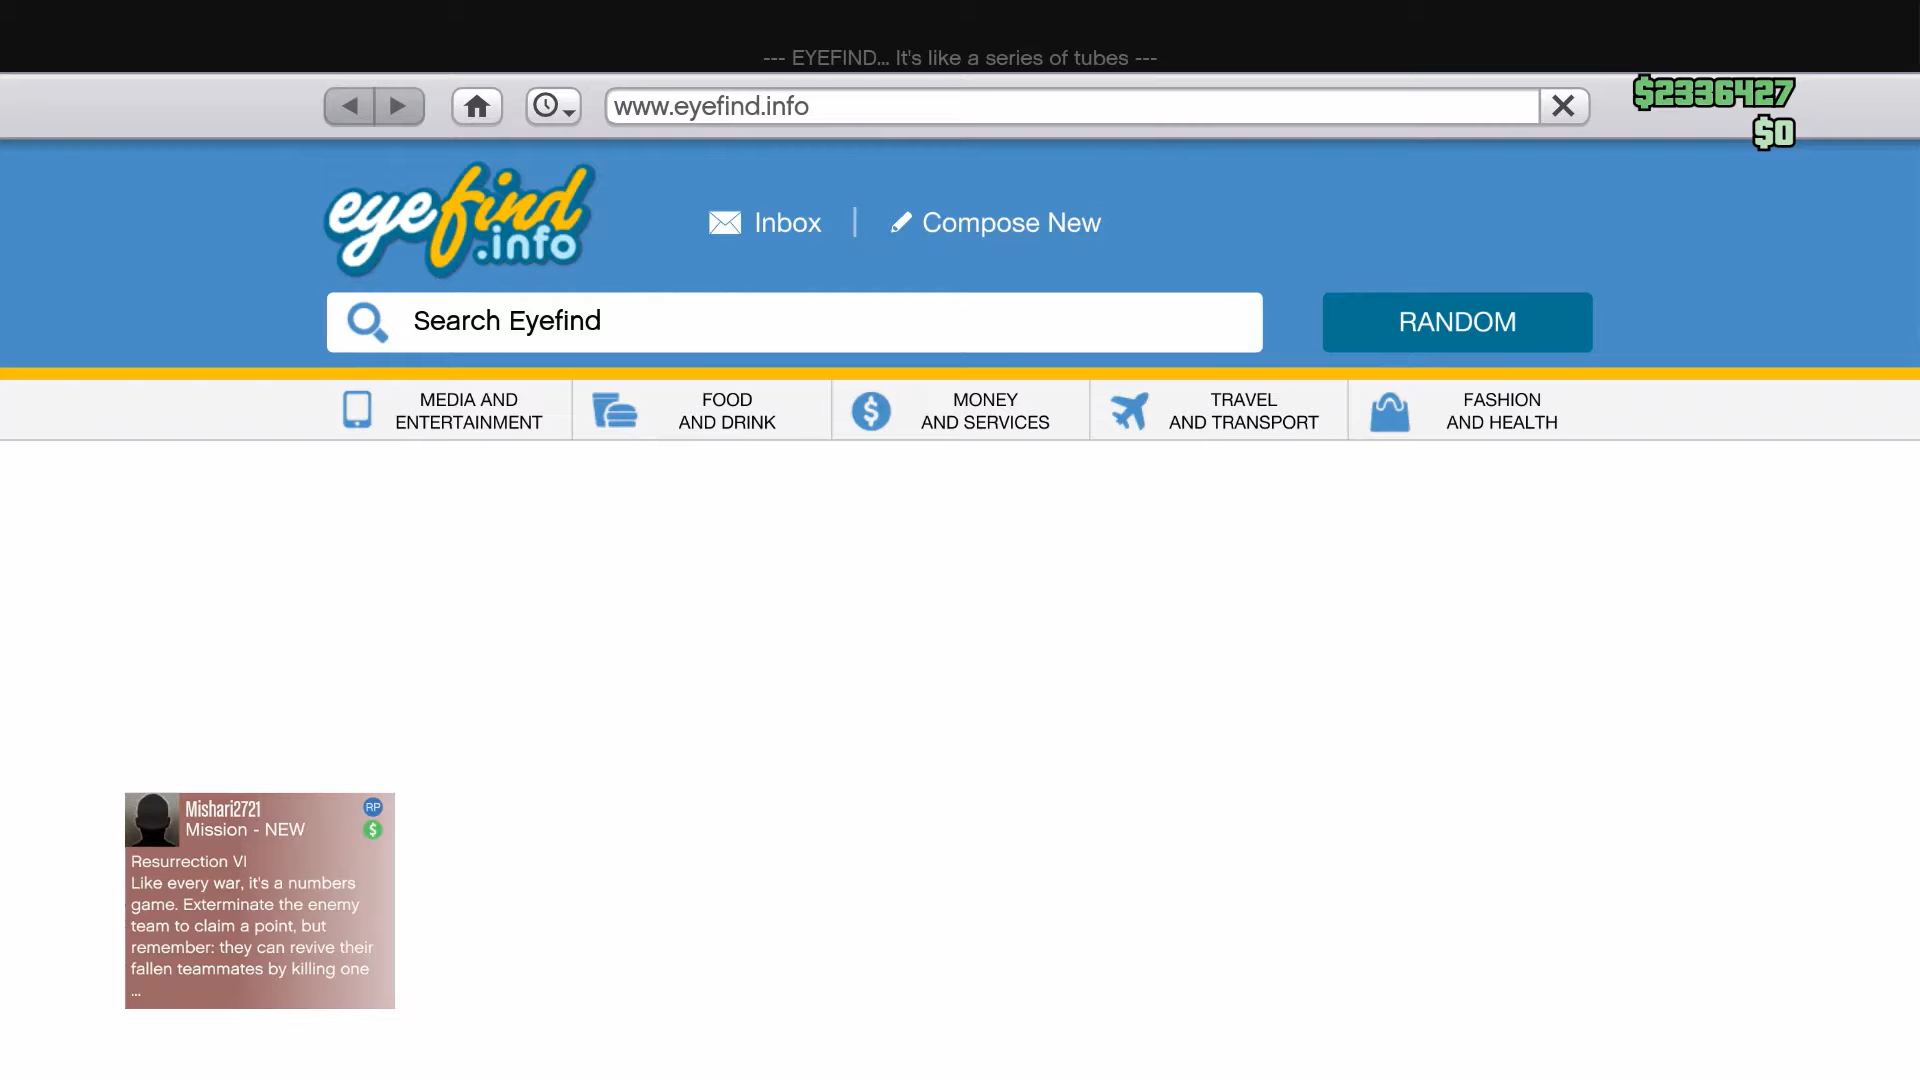 --- EYEFIND... It's like a series of tubes ---
www.eyefind.info
$2336427
$0
eyefind.info
Inbox
Compose New
Search Eyefind
RANDOM
MEDIA AND
ENTERTAINMENT
FOOD
AND DRINK
MONEY
AND SERVICES
TRAVEL
AND TRANSPORT
FASHION
AND HEALTH
Mishari2721
RP
Mission - NEW
$
Resurrection VI
Like every war, it's a numbers
game. Exterminate the enemy
team to claim a point, but
remember: they can revive their
fallen teammates by killing one
...